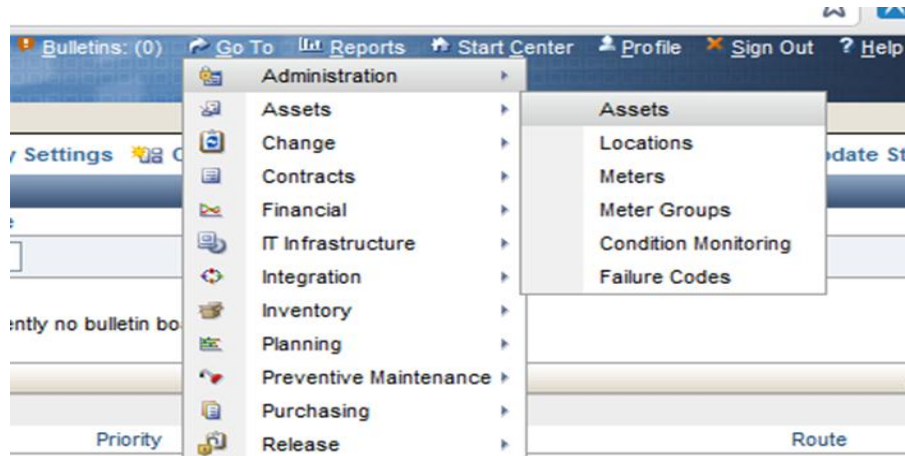 Bulletins: (0) Go To Reports Start Center Profile Sign Out ? Help
Administration
Assets
Assets
Settings
Change
Locations
Contracts
Meters
Financial
Meter Groups
IT Infrastructure
Condition Monitoring
Integration
Failure Codes
Inventory
no bulletin
Planning
Preventive Maintenance
Purchasing
Priority
Release
Route